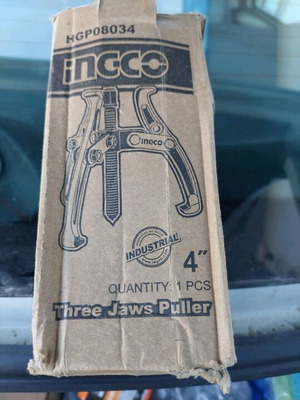 HGP08034
INGCO
INGCO
INDUSTRIAL
4"
QUANTITY: 1 PCS
Three Jaws Puller